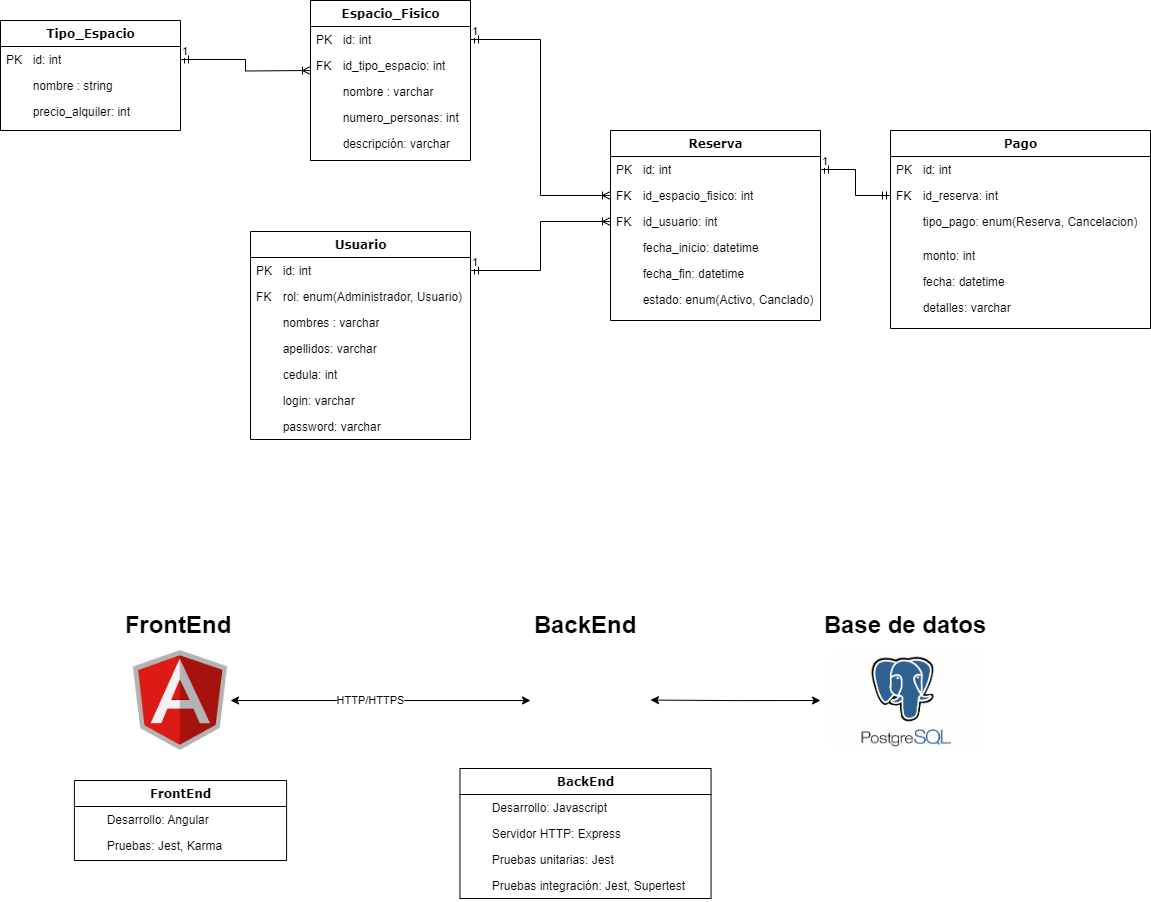 Tipo_Espacio
PK id: int
nombre : string
precio_alquiler: int
1
Espacio_Fisico
PK id: int
FK id_tipo_espacio: int
nombre : varchar
numero_personas: int
descripción: varchar
1
Usuario
PK id: int
FK rol: enum(Administrador, Usuario)
nombres : varchar
apellidos: varchar
cedula: int
login: varchar
password: varchar
1
Reserva
PK id: int
FK id_espacio_fisico: int
FK id_usuario: int
fecha_inicio: datetime
fecha_fin: datetime
estado: enum(Activo, Canclado)
1
Pago
PK id: int
FK id_reserva: int
tipo_pago: enum(Reserva, Cancelacion)
monto: int
fecha: datetime
detalles: varchar
FrontEnd
BackEnd
Base de datos
A
HTTP/HTTPS
PostgreSQL
FrontEnd
Desarrollo: Angular
Pruebas: Jest, Karma
BackEnd
Desarrollo: Javascript
Servidor HTTP: Express
Pruebas unitarias: Jest
Pruebas integración: Jest, Supertest